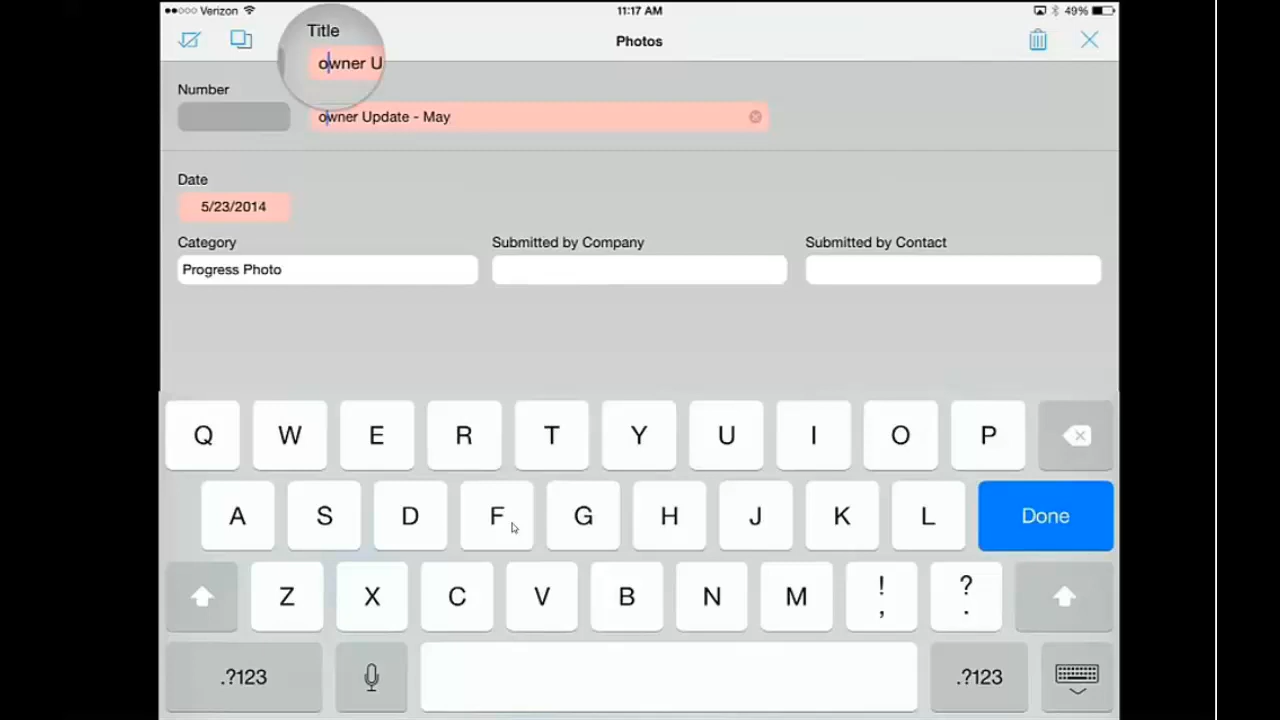 Verizon 11:17 AM 49%
Photos
Title
owner U
Number
owner Update - May
Date
5/23/2014
Category Submitted by Company Submitted by Contact
Progress Photo
Q W E R T Y U I O P
A S D F G H J K L Done
Z X C V B N M ! , ? .
.?123 .?123